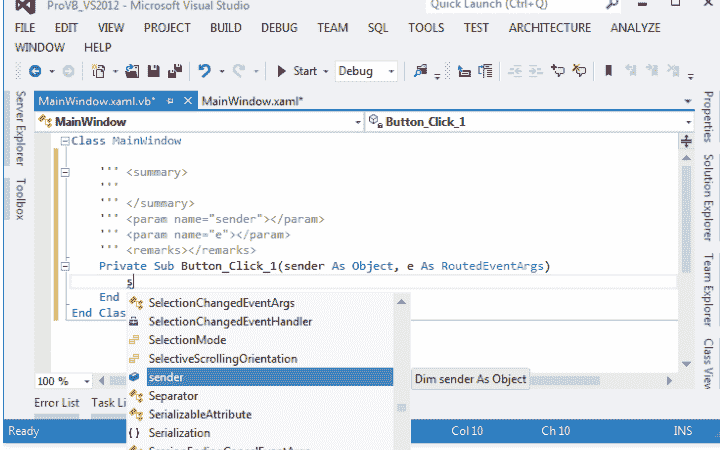 ProVB_VS2012 - Microsoft Visual Studio
Quick Launch (Ctrl+Q)
FILE EDIT VIEW PROJECT BUILD DEBUG TEAM SQL TOOLS TEST ARCHITECTURE ANALYZE
WINDOW HELP
Start Debug
MainWindow.xaml.vb* MainWindow.xaml*
MainWindow Button_Click_1
Class MainWindow
''' <summary>
'''
''' </summary>
''' <param name="sender"></param>
''' <param name="e"></param>
''' <remarks></remarks>
Private Sub Button_Click_1(sender As Object, e As RoutedEventArgs)
s
End
End Clas
SelectionChangedEventArgs
SelectionChangedEventHandler
SelectionMode
SelectiveScrollingOrientation
sender
Dim sender As Object
Separator
SerializableAttribute
{ } Serialization
Server Explorer
Toolbox
Properties
Solution Explorer
Team Explorer
Class View
100 %
Error List Task Li
Ready Col 10 Ch 10 INS